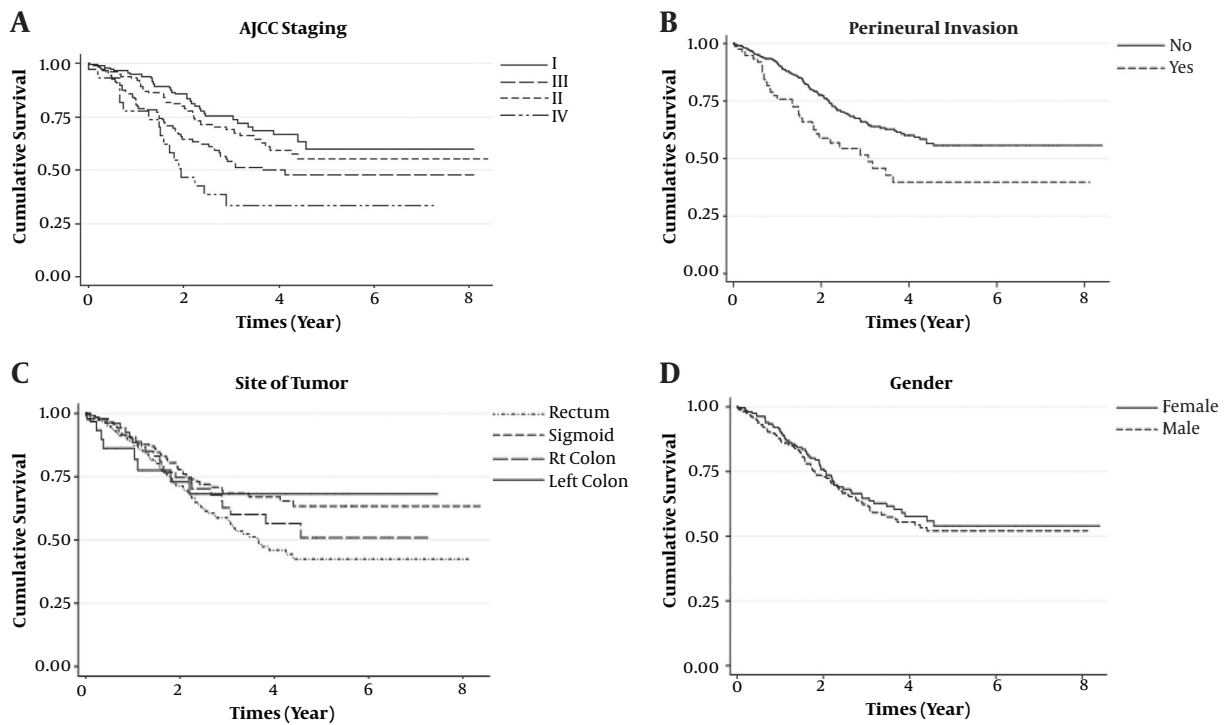 A
AJCC Staging
Cumulative Survival
1.00
0.75
0.50
0.25
0.00
0
2
4
6
8
Times (Year)
I
III
II
IV
B
Perineural Invasion
Cumulative Survival
1.00
0.75
0.50
0.25
0.00
0
2
4
6
8
Times (Year)
No
Yes
C
Site of Tumor
Cumulative Survival
1.00
0.75
0.50
0.25
0.00
0
2
4
6
8
Times (Year)
Rectum
Sigmoid
Rt Colon
Left Colon
D
Gender
Cumulative Survival
1.00
0.75
0.50
0.25
0.00
0
2
4
6
8
Times (Year)
Female
Male